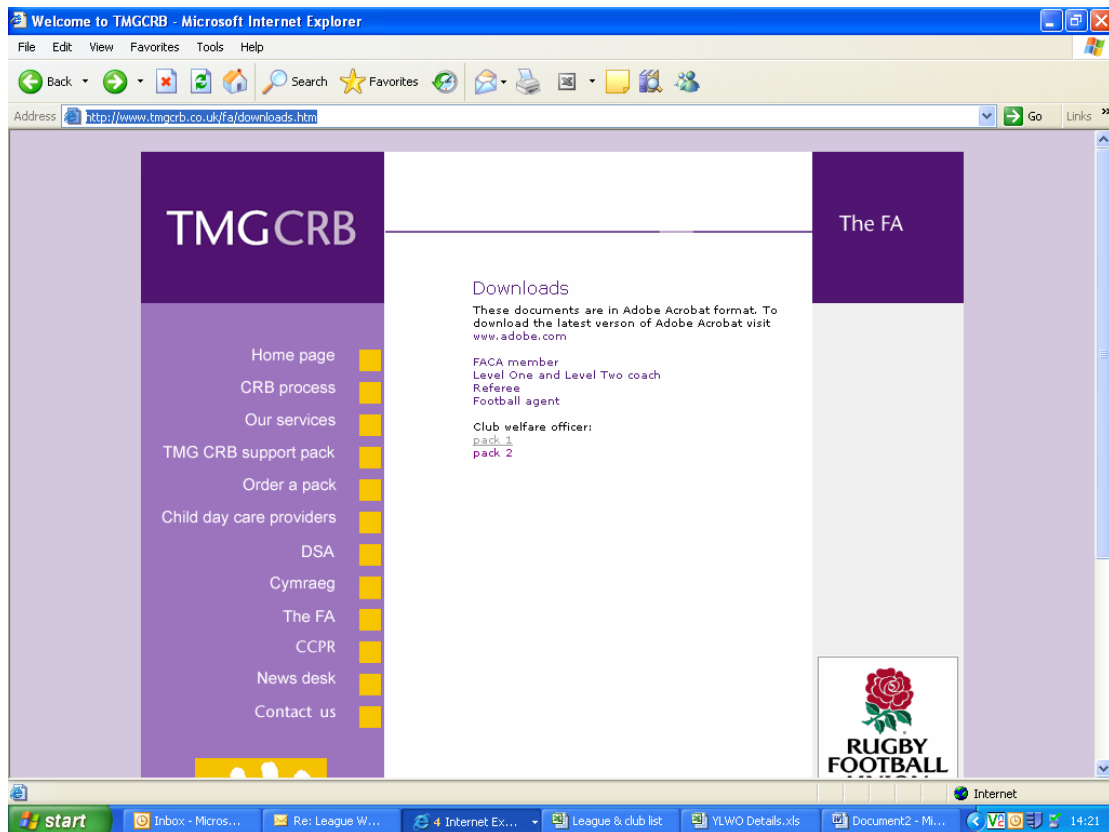 Welcome to TMGCRB - Microsoft Internet Explorer
File Edit View Favorites Tools Help
Back Search Favorites
Address http://www.tmgcrb.co.uk/fa/downloads.htm Go Links »
TMGCRB
The FA
Downloads
These documents are in Adobe Acrobat format. To
download the latest verson of Adobe Acrobat visit
www.adobe.com
FACA member
Level One and Level Two coach
Referee
Football agent
Club welfare officer:
pack 1
pack 2
Home page
CRB process
Our services
TMG CRB support pack
Order a pack
Child day care providers
DSA
Cymraeg
The FA
CCPR
News desk
Contact us
RUGBY
FOOTBALL
UNION
Internet
start Inbox - Micros... Re: League W... 4 Internet Ex... League & club list YLWO Details.xls Document2 - Mi... V2 14:21